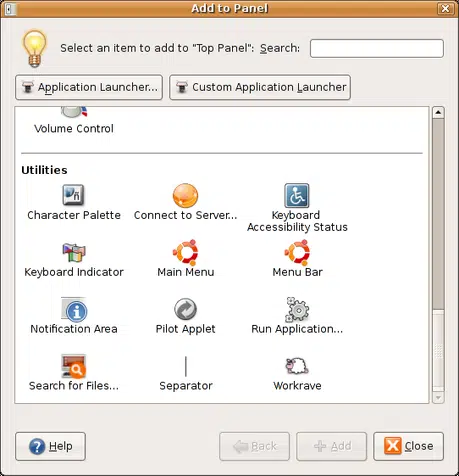 Add to Panel
Select an item to add to "Top Panel": Search:
Application Launcher... Custom Application Launcher
Volume Control
Utilities
Character Palette Connect to Server... Keyboard
Accessibility Status
Keyboard Indicator Main Menu Menu Bar
Notification Area Pilot Applet Run Application...
Search for Files... Separator Workrave
Help Back Add Close